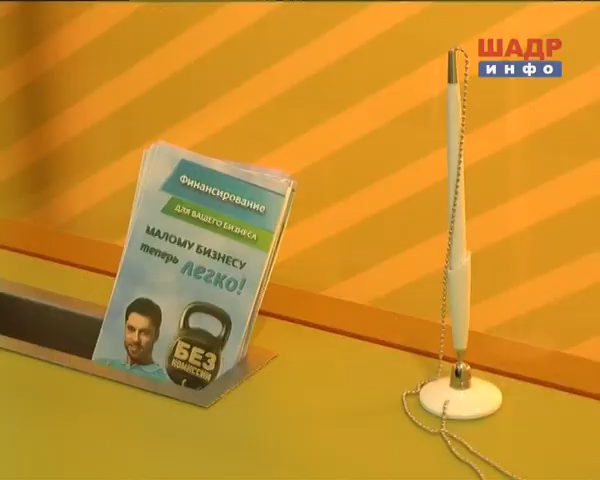 ШАДР
инфо
Финансирование
ДЛЯ ВАШЕГО БИЗНЕСА
МАЛОМУ БИЗНЕСУ
теперь легко!
БЕЗ
КОМИССИИ